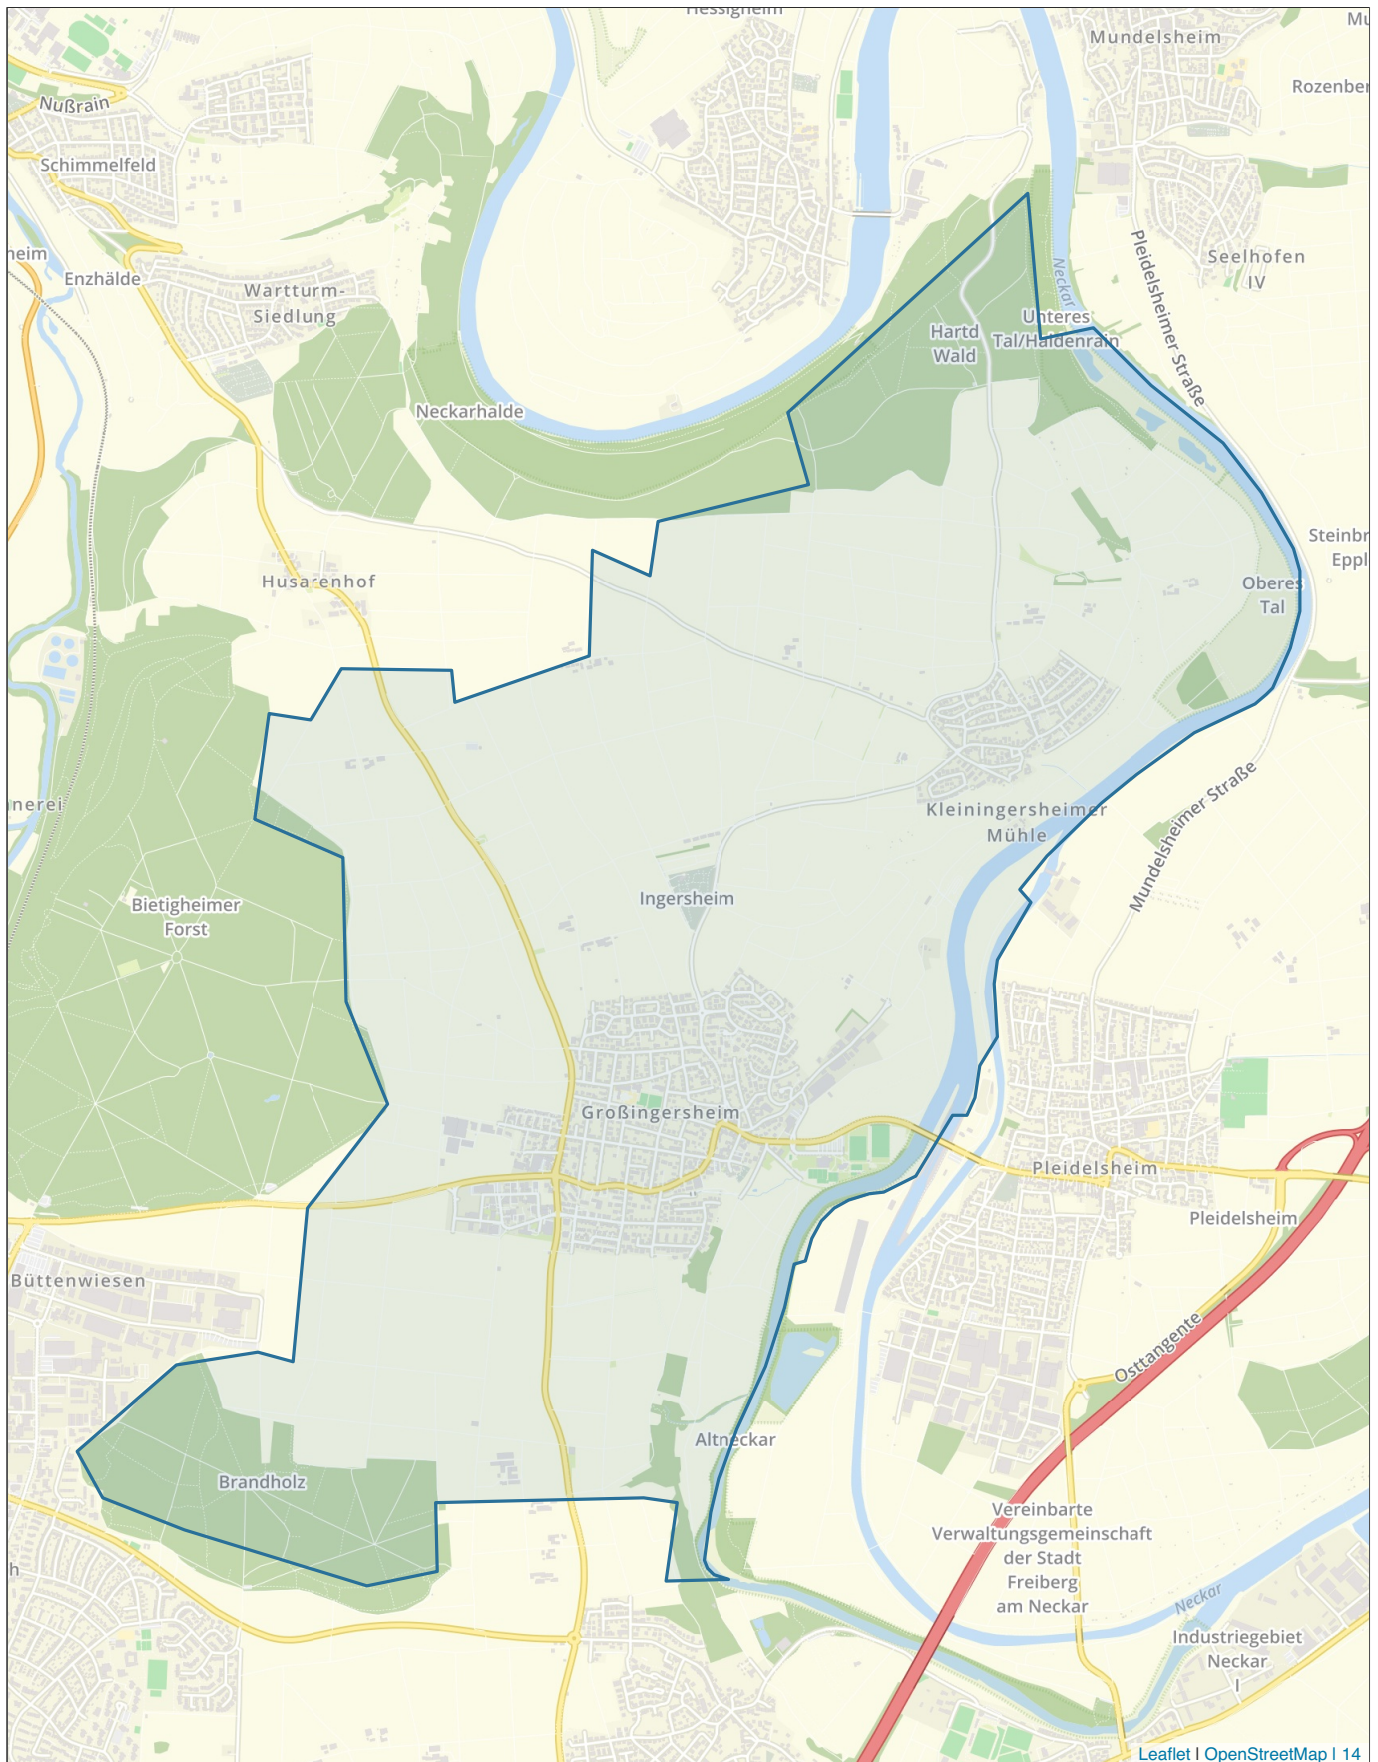 Hessigheim
Mundelsheim
Nußrain
Rozenber
Schimmelfeld
neim
Enzhälde
Wartturm-
Siedlung
Pleidelsheimer Straße
Seelhofen
IV
Neckar
Unteres
Tal/Haldenrain
Hartd
Wald
Neckarhalde
Steinbr
Eppl
Husarenhof
Oberes
Tal
nerei
Kleiningersheimer
Mühle
Mundelsheimer Straße
Ingersheim
Bietigheimer
Forst
Großingersheim
Pleidelsheim
Pleidelsheim
Büttenwiesen
Osttangente
Altneckar
Brandholz
Vereinbarte
Verwaltungsgemeinschaft
der Stadt
Freiberg
am Neckar
h
Neckar
Industriegebiet
Neckar
I
Leaflet | OpenStreetMap | 14